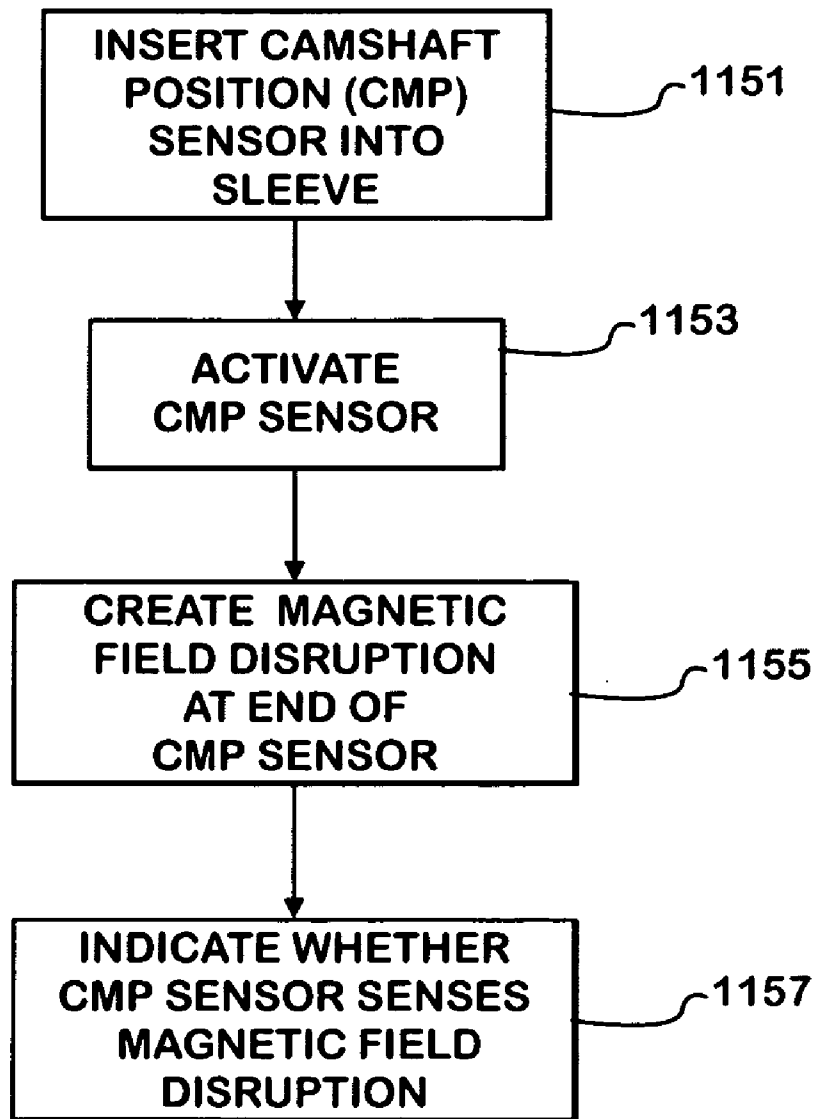 INSERT CAMSHAFT
POSITION (CMP)
SENSOR INTO
SLEEVE
1151
ACTIVATE
CMP SENSOR
1153
CREATE MAGNETIC
FIELD DISRUPTION
AT END OF
CMP SENSOR
1155
INDICATE WHETHER
CMP SENSOR SENSES
MAGNETIC FIELD
DISRUPTION
1157